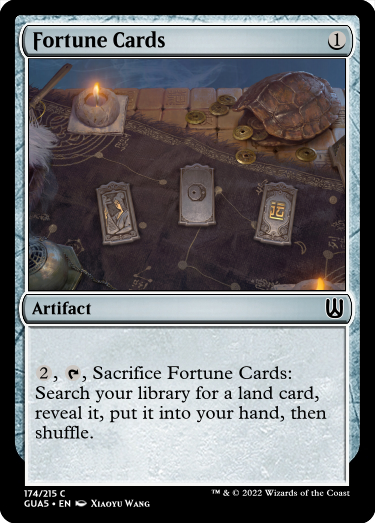 Fortune Cards 1
Artifact
2, , Sacrifice Fortune Cards:
Search your library for a land card,
reveal it, put it into your hand, then
shuffle.
运
174/215 C
GUA5 • EN Xiaoyu Wang
™ & © 2022 Wizards of the Coast